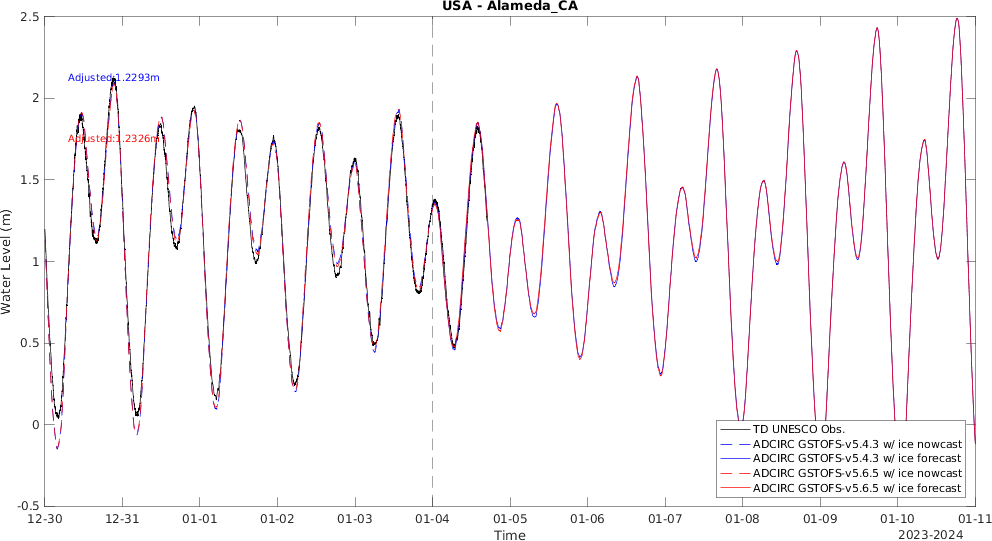 USA - Alameda_CA
2.5
2
1.5
1
0.5
0
-0.5
Water Level (m)
Adjusted:1.2293m
Adjusted:1.2326m
TD UNESCO Obs.
ADCIRC GSTOFS-v5.4.3 w/ ice nowcast
ADCIRC GSTOFS-v5.4.3 w/ ice forecast
ADCIRC GSTOFS-v5.6.5 w/ ice nowcast
ADCIRC GSTOFS-v5.6.5 w/ ice forecast
12-30 12-31 01-01 01-02 01-03 01-04 01-05 01-06 01-07 01-08 01-09 01-10 01-11
Time
2023-2024